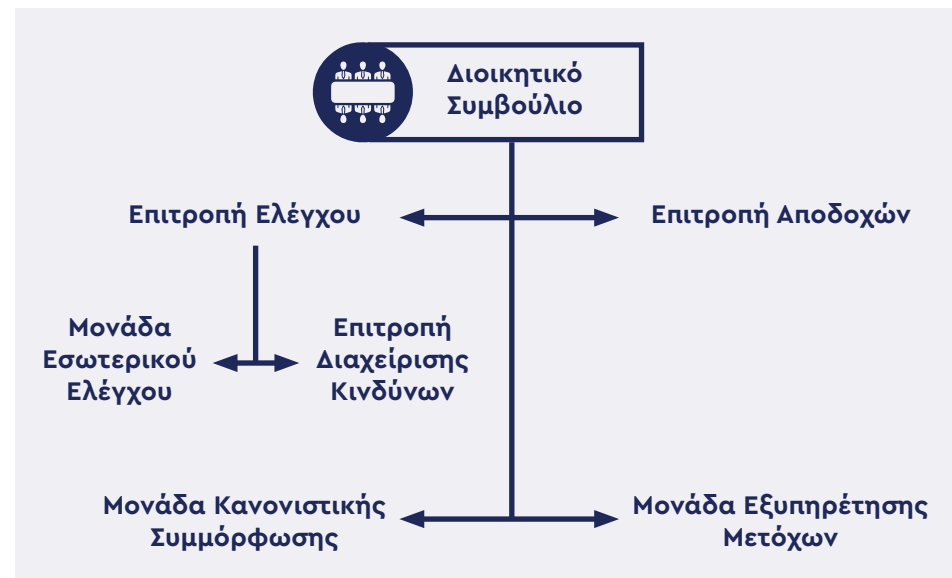 Διοικητικό
Συμβούλιο
Επιτροπή Ελέγχου
Επιτροπή Αποδοχών
Μονάδα
Εσωτερικού
Ελέγχου
Επιτροπή
Διαχείρισης
Κινδύνων
Μονάδα Κανονιστικής
Συμμόρφωσης
Μονάδα Εξυπηρέτησης
Μετόχων